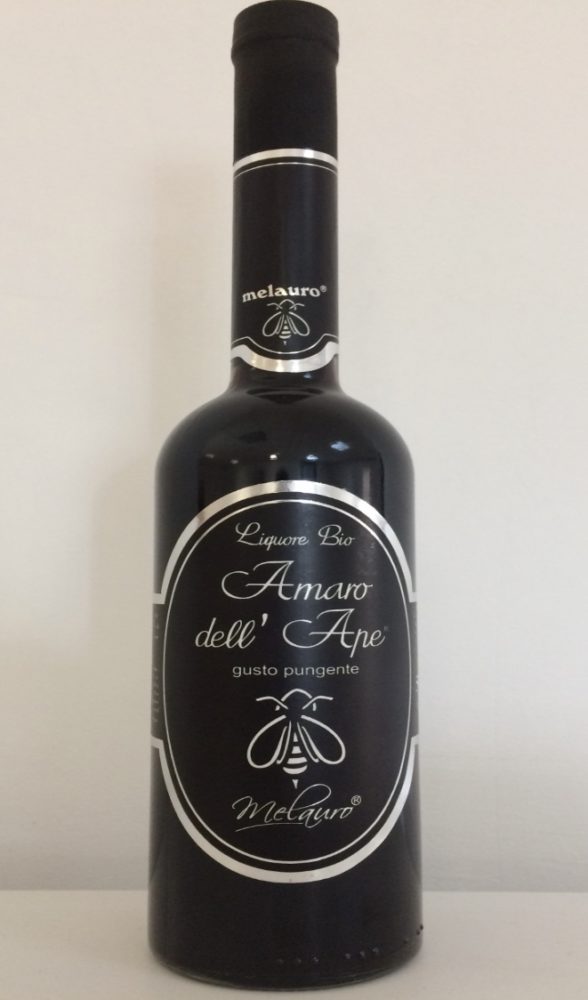 melauro®
Liquore Bio
Amaro
dell' Ape®
gusto pungente
Melauro®